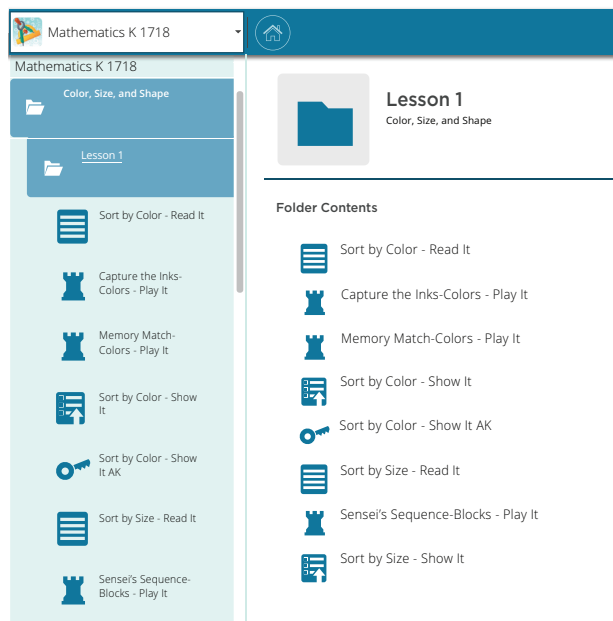 Mathematics K 1718
Mathematics K 1718
Color, Size, and Shape
Lesson 1
Sort by Color - Read It
Capture the Inks-
Colors - Play It
Memory Match-
Colors - Play It
Sort by Color - Show
It
Sort by Color - Show
It AK
Sort by Size - Read It
Sensei's Sequence-
Blocks - Play It
Lesson 1
Color, Size, and Shape
Folder Contents
Sort by Color - Read It
Capture the Inks-Colors - Play It
Memory Match-Colors - Play It
Sort by Color - Show It
Sort by Color - Show It AK
Sort by Size - Read It
Sensei's Sequence-Blocks - Play It
Sort by Size - Show It